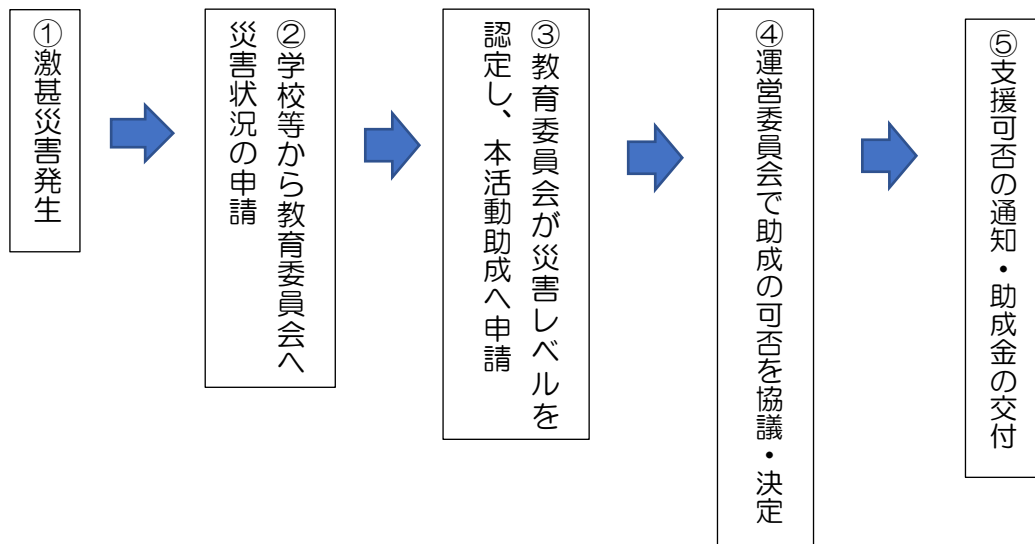 ①激甚災害発生
②学校等から教育委員会へ
災害状況の申請
③教育委員会が災害レベルを
認定し、本活動助成へ申請
④運営委員会で助成の可否を協議・決定
⑤支援可否の通知・助成金の交付